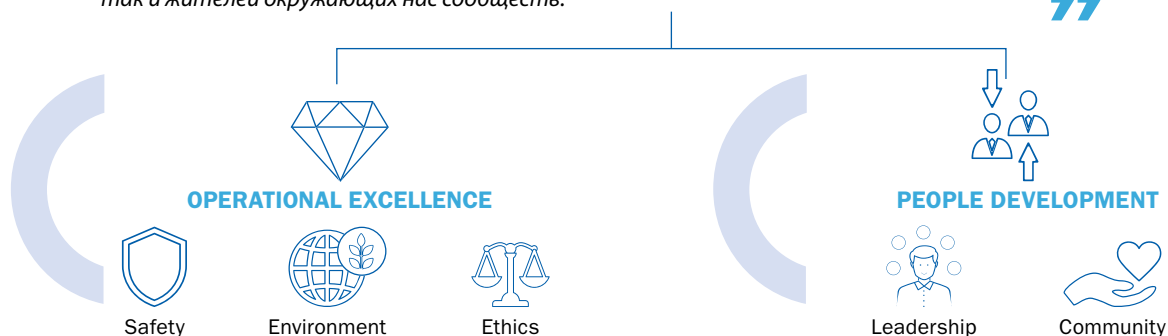 так и жителей окружающих нас сообществ.
”
OPERATIONAL EXCELLENCE
PEOPLE DEVELOPMENT
Safety
Environment
Ethics
Leadership
Community